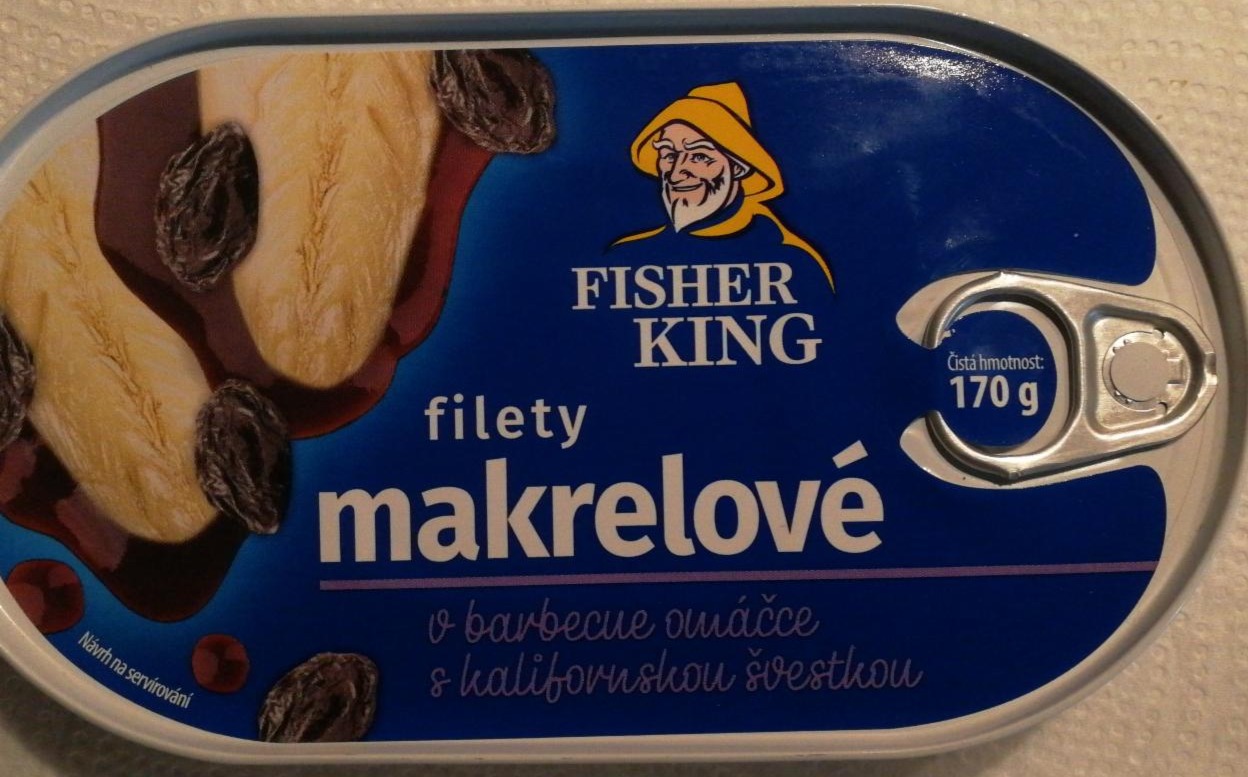 FISHER
KING
Čistá hmotnost:
170 g
filety
makrelové
v barbecue omáčce
s kalifornskou švestkou
Návrh na servírování